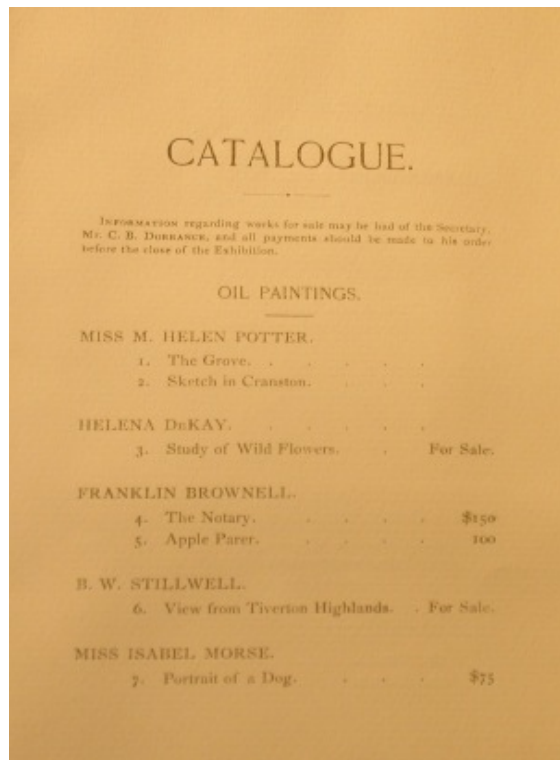 CATALOGUE.
INFORMATION regarding works for sale may be had of the Secretary,
MR. C. B. DORRANCE, and all payments should be made to his order
before the close of the Exhibition.
OIL PAINTINGS.
MISS M. HELEN POTTER.
1. The Grove. . . . . .
2. Sketch in Cranston. . . .
HELENA DEKAY. . . . . .
3. Study of Wild Flowers. . For Sale.
FRANKLIN BROWNELL.
4. The Notary. . . . . $150
5. Apple Parer. . . . . 100
B. W. STILLWELL.
6. View from Tiverton Highlands. . For Sale.
MISS ISABEL MORSE.
7. Portrait of a Dog. . . . $75